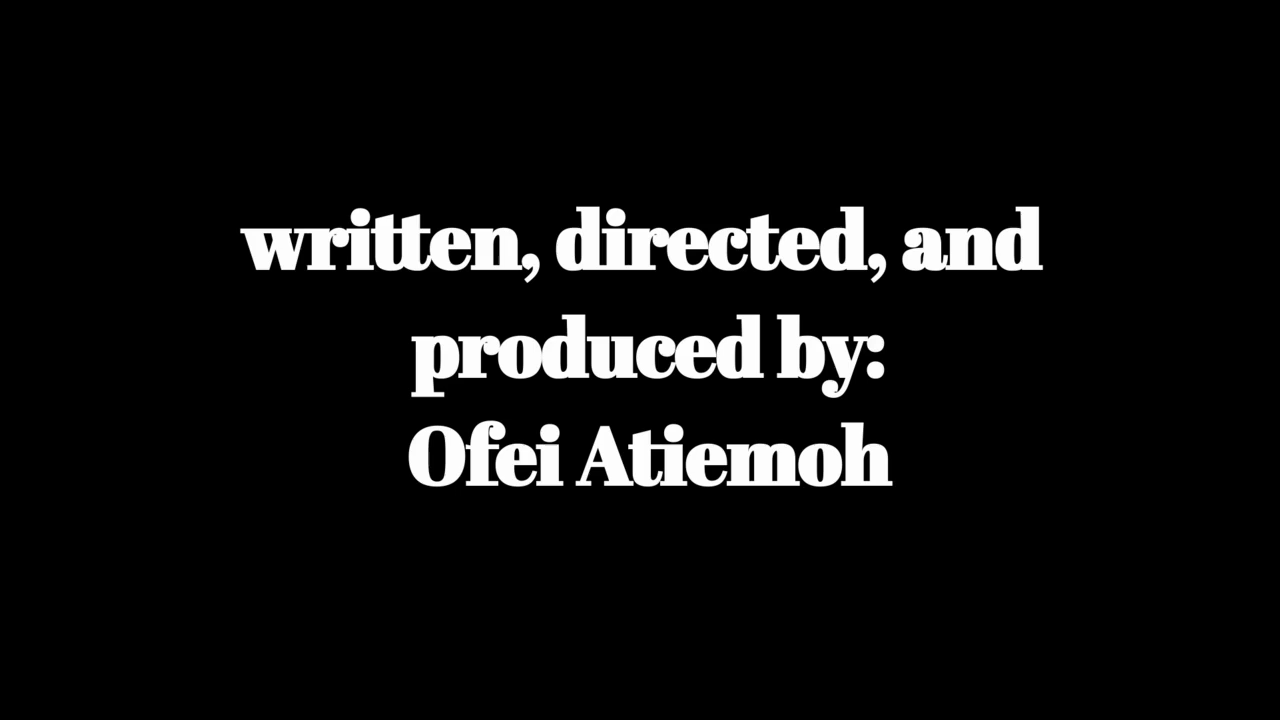 written, directed, and
produced by:
Ofei Atiemoh